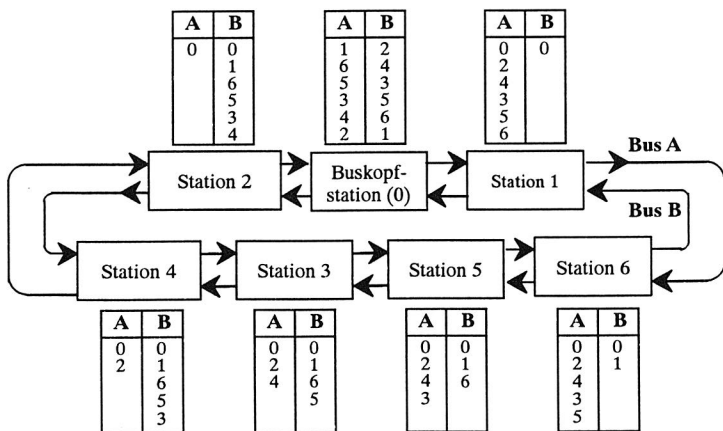 A B
0 0
1
6
5
3
4
A B
1 2
6 4
5 3
3 5
4 6
2 1
A B
0 0
2
4
3
5
6
Bus A
Station 2
Buskopf-
station (0)
Station 1
Bus B
Station 4
Station 3
Station 5
Station 6
A B
0 0
2 1
6
5
3
A B
0 0
2 1
4 6
5
A B
0 0
2 1
4 6
3
A B
0 0
2 1
4
3
5